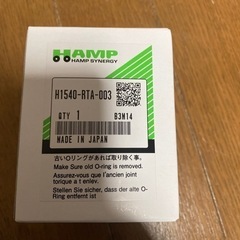 HAMP
HAMP SYNERGY
H1540-RTA-003
QTY 1 B3M14
MADE IN JAPAN
古いOリングがあれば取り除く事。
Make Sure old O-ring is removed.
Assurez vous que l'ancien joint
torique a t enlev.
Stellen Sie sicher, dass der alte O-
Ring entfernt ist